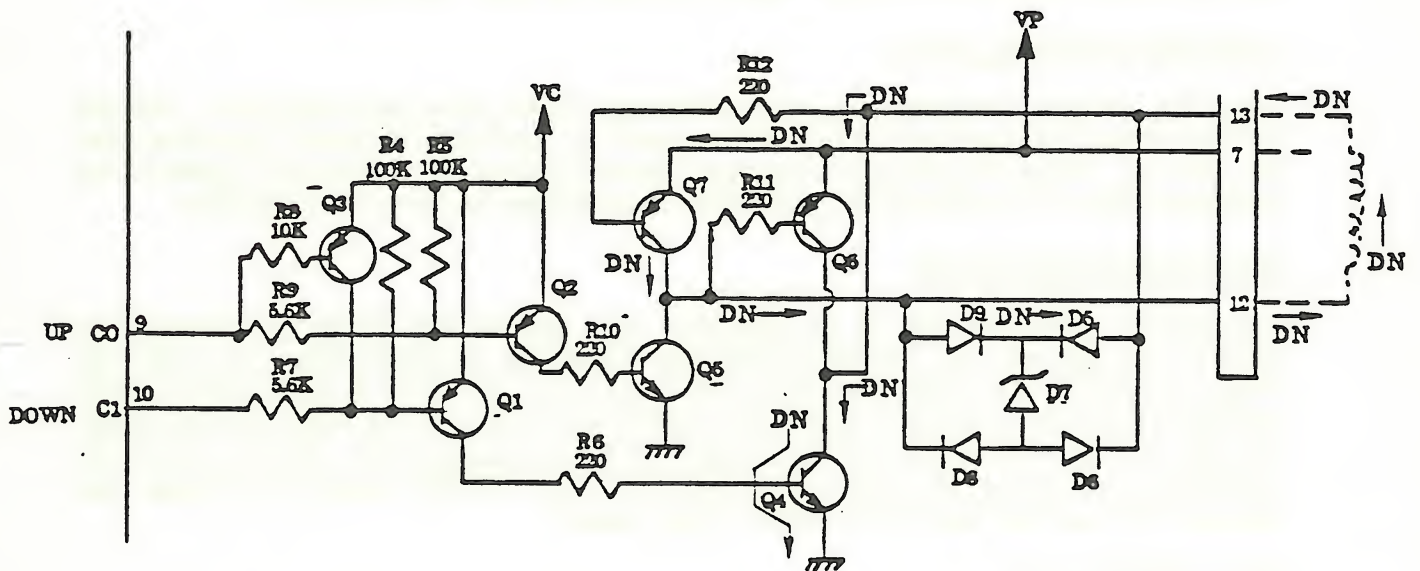 VP
R12
220
DN
VC
DN
13
DN
R4
100K
R5
100K
7
Q3
Q7
R11
220
R8
10K
Q6
DN
DN
Q2
12
DN
DN
R9
5.6K
D9
DN
D5
UP
C0
9
R10
220
Q5
R7
5.6K
DN
D7
10
DOWN
C1
Q1
DN
R6
220
D8
D6
Q4